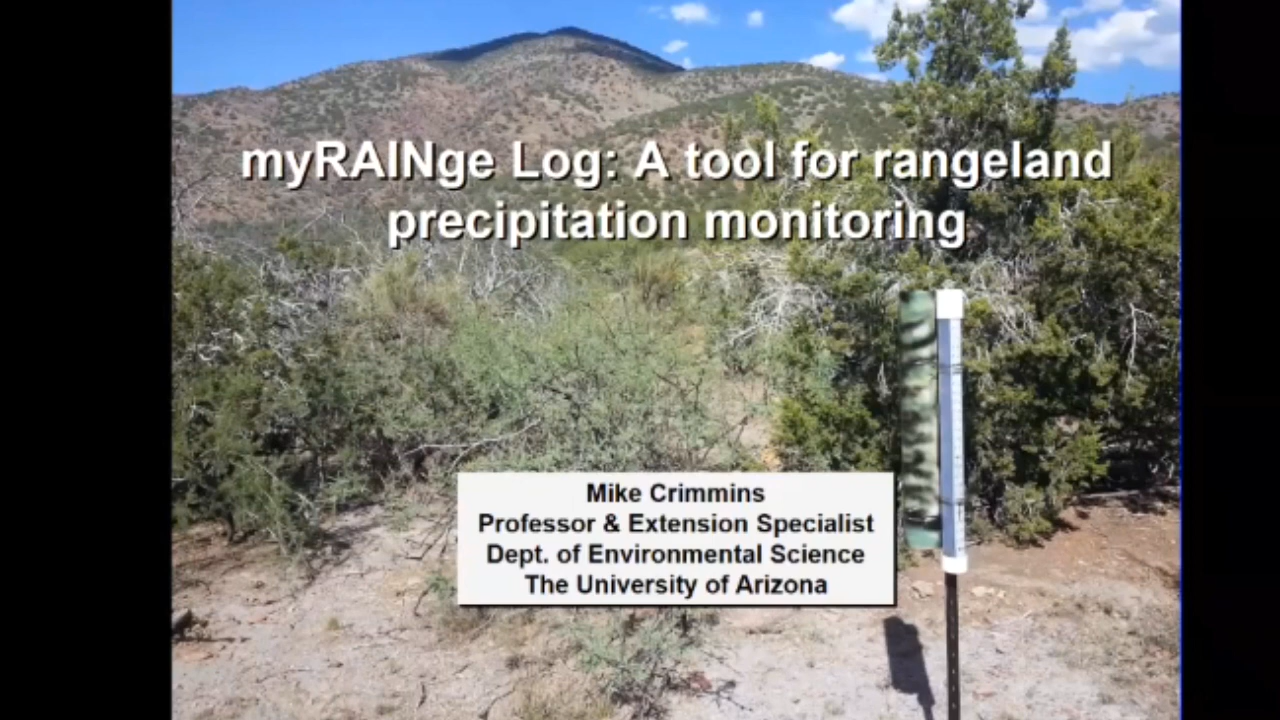 myRAINge Log: A tool for rangeland
precipitation monitoring
Mike Crimmins
Professor & Extension Specialist
Dept. of Environmental Science
The University of Arizona